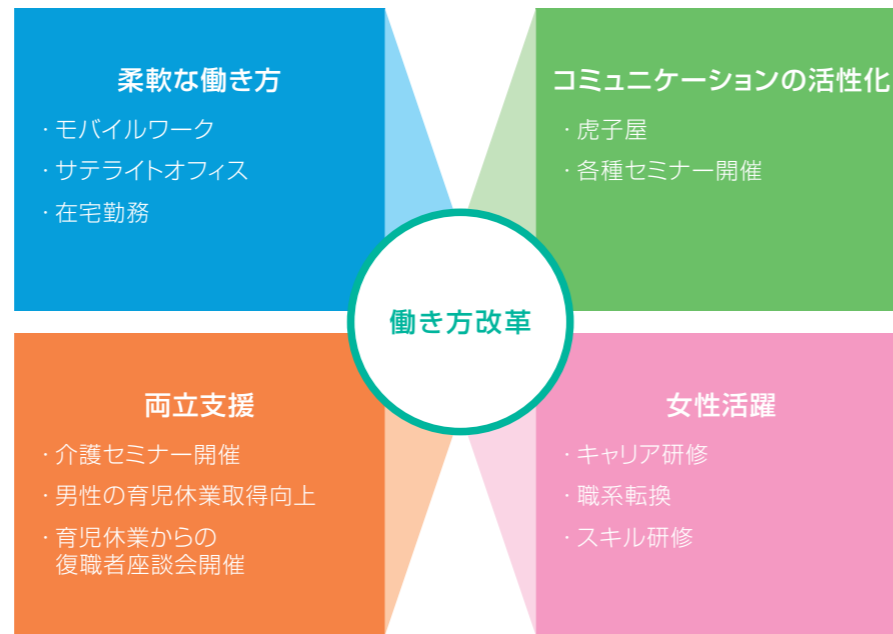 柔軟な働き方
・モバイルワーク
・サテライトオフィス
・在宅勤務
コミュニケーションの活性化
・虎子屋
・各種セミナー開催
働き方改革
両立支援
・介護セミナー開催
・男性の育児休業取得向上
・育児休業からの
復職者座談会開催
女性活躍
・キャリア研修
・職系転換
・スキル研修